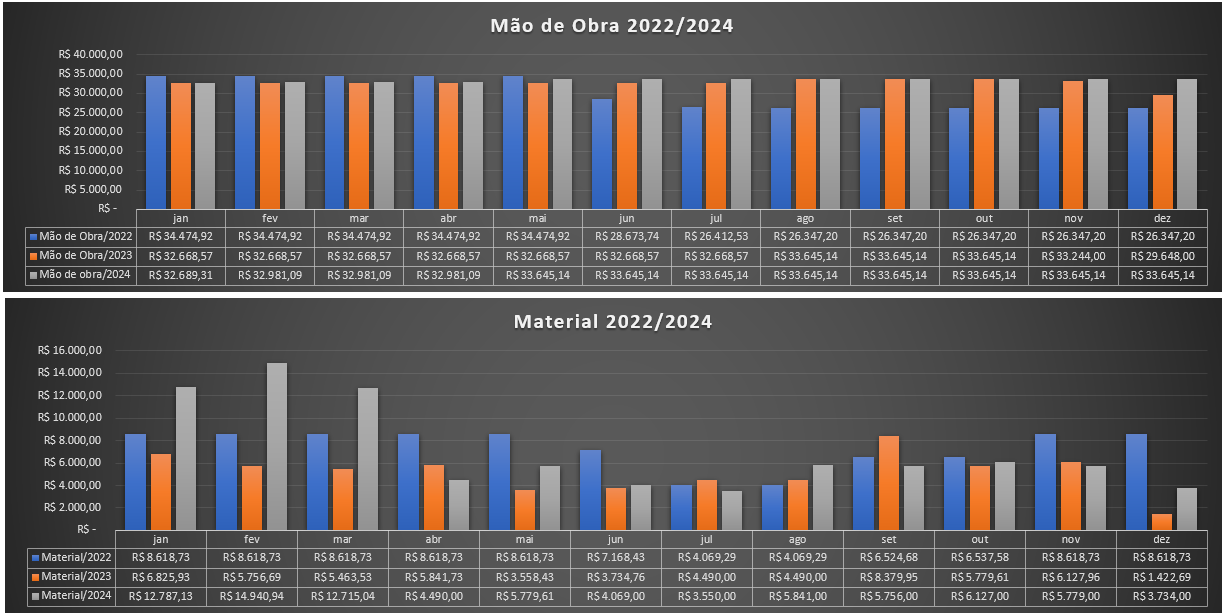 Mão de Obra 2022/2024
R$ 40.000,00
R$ 35.000,00
R$ 30.000,00
R$ 25.000,00
R$ 20.000,00
R$ 15.000,00
R$ 10.000,00
R$ 5.000,00
R$ -
jan fev mar abr mai jun jul ago set out nov dez
Mão de Obra/2022 R$ 34.474,92 R$ 34.474,92 R$ 34.474,92 R$ 34.474,92 R$ 34.474,92 R$ 28.673,74 R$ 26.412,53 R$ 26.347,20 R$ 26.347,20 R$ 26.347,20 R$ 26.347,20 R$ 26.347,20
Mão de Obra/2023 R$ 32.668,57 R$ 32.668,57 R$ 32.668,57 R$ 32.668,57 R$ 32.668,57 R$ 32.668,57 R$ 32.668,57 R$ 33.645,14 R$ 33.645,14 R$ 33.645,14 R$ 33.244,00 R$ 29.648,00
Mão de obra/2024 R$ 32.689,31 R$ 32.981,09 R$ 32.981,09 R$ 32.981,09 R$ 33.645,14 R$ 33.645,14 R$ 33.645,14 R$ 33.645,14 R$ 33.645,14 R$ 33.645,14 R$ 33.645,14 R$ 33.645,14
Material 2022/2024
R$ 16.000,00
R$ 14.000,00
R$ 12.000,00
R$ 10.000,00
R$ 8.000,00
R$ 6.000,00
R$ 4.000,00
R$ 2.000,00
R$ -
jan fev mar abr mai jun jul ago set out nov dez
Material/2022 R$ 8.618,73 R$ 8.618,73 R$ 8.618,73 R$ 8.618,73 R$ 8.618,73 R$ 7.168,43 R$ 4.069,29 R$ 4.069,29 R$ 6.524,68 R$ 6.537,58 R$ 8.618,73 R$ 8.618,73
Material/2023 R$ 6.825,93 R$ 5.756,69 R$ 5.463,53 R$ 5.841,73 R$ 3.558,43 R$ 3.734,76 R$ 4.490,00 R$ 4.490,00 R$ 8.379,95 R$ 5.779,61 R$ 6.127,96 R$ 1.422,69
Material/2024 R$ 12.787,13 R$ 14.940,94 R$ 12.715,04 R$ 4.490,00 R$ 5.779,61 R$ 4.069,00 R$ 3.550,00 R$ 5.841,00 R$ 5.756,00 R$ 6.127,00 R$ 5.779,00 R$ 3.734,00